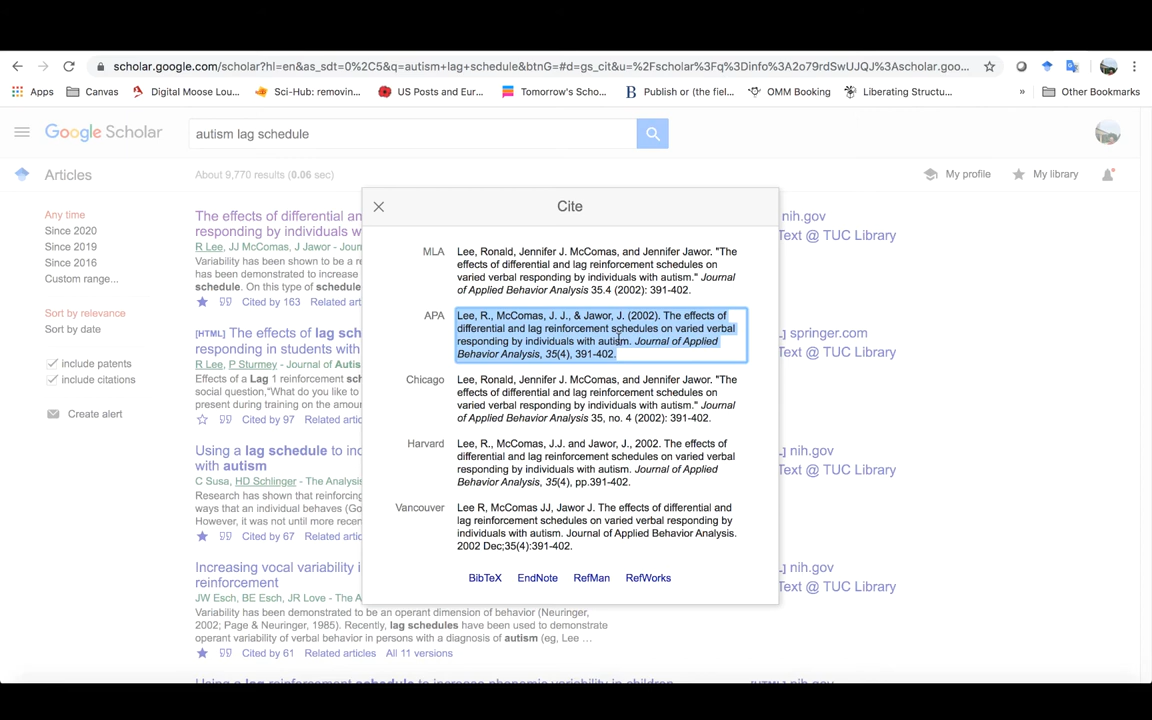 scholar.google.com/scholar?hl=en&as_sdt=0%2C5&q=autism+lag+schedule&btnG=#d=gs_cit&u=%2Fscholar%3Fq%3Dinfo%3A2o79rdSwUJQJ%3Ascholar.goo...
Apps Canvas Digital Moose Lou... Sci-Hub: removin... US Posts and Eur... Tomorrow's Scho... B Publish or (the fiel... OMM Booking Liberating Structu... » Other Bookmarks
Google Scholar autism lag schedule
Articles About 9,770 results (0.06 sec) My profile My library
Any time
Since 2020
Since 2019
Since 2016
Custom range...
Sort by relevance
Sort by date
include patents
include citations
Create alert
The effects of differential an
responding by individuals w
R Lee, JJ McComas, J Jawor - Journ
Variability has been shown to be a r
has been demonstrated to increase
schedule. On this type of schedule
Cited by 163 Related arti
[HTML] The effects of lag sch
responding in students with
R Lee, P Sturmey - Journal of Autis
Effects of a Lag 1 reinforcement sch
social question,"What do you like to
present during training on the amou
Cited by 97 Related artic
Using a lag schedule to inc
with autism
C Susa, HD Schlinger - The Analysis
Research has shown that reinforcing
ways that an individual behaves (Go
However, it was not until more recen
Cited by 67 Related artic
Increasing vocal variability i
reinforcement
JW Esch, BE Esch, JR Love - The A
Variability has been demonstrated to be an operant dimension of behavior (Neuringer,
2002; Page & Neuringer, 1985). Recently, lag schedules have been used to demonstrate
operant variability of verbal behavior in persons with a diagnosis of autism (eg, Lee ...
Cited by 61 Related articles All 11 versions
Using a lag reinforcement schedule to increase phonemic variability in children
Cite
MLA Lee, Ronald, Jennifer J. McComas, and Jennifer Jawor. "The
effects of differential and lag reinforcement schedules on
varied verbal responding by individuals with autism." Journal
of Applied Behavior Analysis 35.4 (2002): 391-402.
APA Lee, R., McComas, J. J., & Jawor, J. (2002). The effects of
differential and lag reinforcement schedules on varied verbal
responding by individuals with autism. Journal of Applied
Behavior Analysis, 35(4), 391-402.
Chicago Lee, Ronald, Jennifer J. McComas, and Jennifer Jawor. "The
effects of differential and lag reinforcement schedules on
varied verbal responding by individuals with autism." Journal
of Applied Behavior Analysis 35, no. 4 (2002): 391-402.
Harvard Lee, R., McComas, J.J. and Jawor, J., 2002. The effects of
differential and lag reinforcement schedules on varied verbal
responding by individuals with autism. Journal of Applied
Behavior Analysis, 35(4), pp.391-402.
Vancouver Lee R, McComas JJ, Jawor J. The effects of differential and
lag reinforcement schedules on varied verbal responding by
individuals with autism. Journal of Applied Behavior Analysis.
2002 Dec;35(4):391-402.
BibTeX EndNote RefMan RefWorks
] nih.gov
Text @ TUC Library
] springer.com
Text @ TUC Library
] nih.gov
Text @ TUC Library
] nih.gov
Text @ TUC Library
[HTML] nih.gov